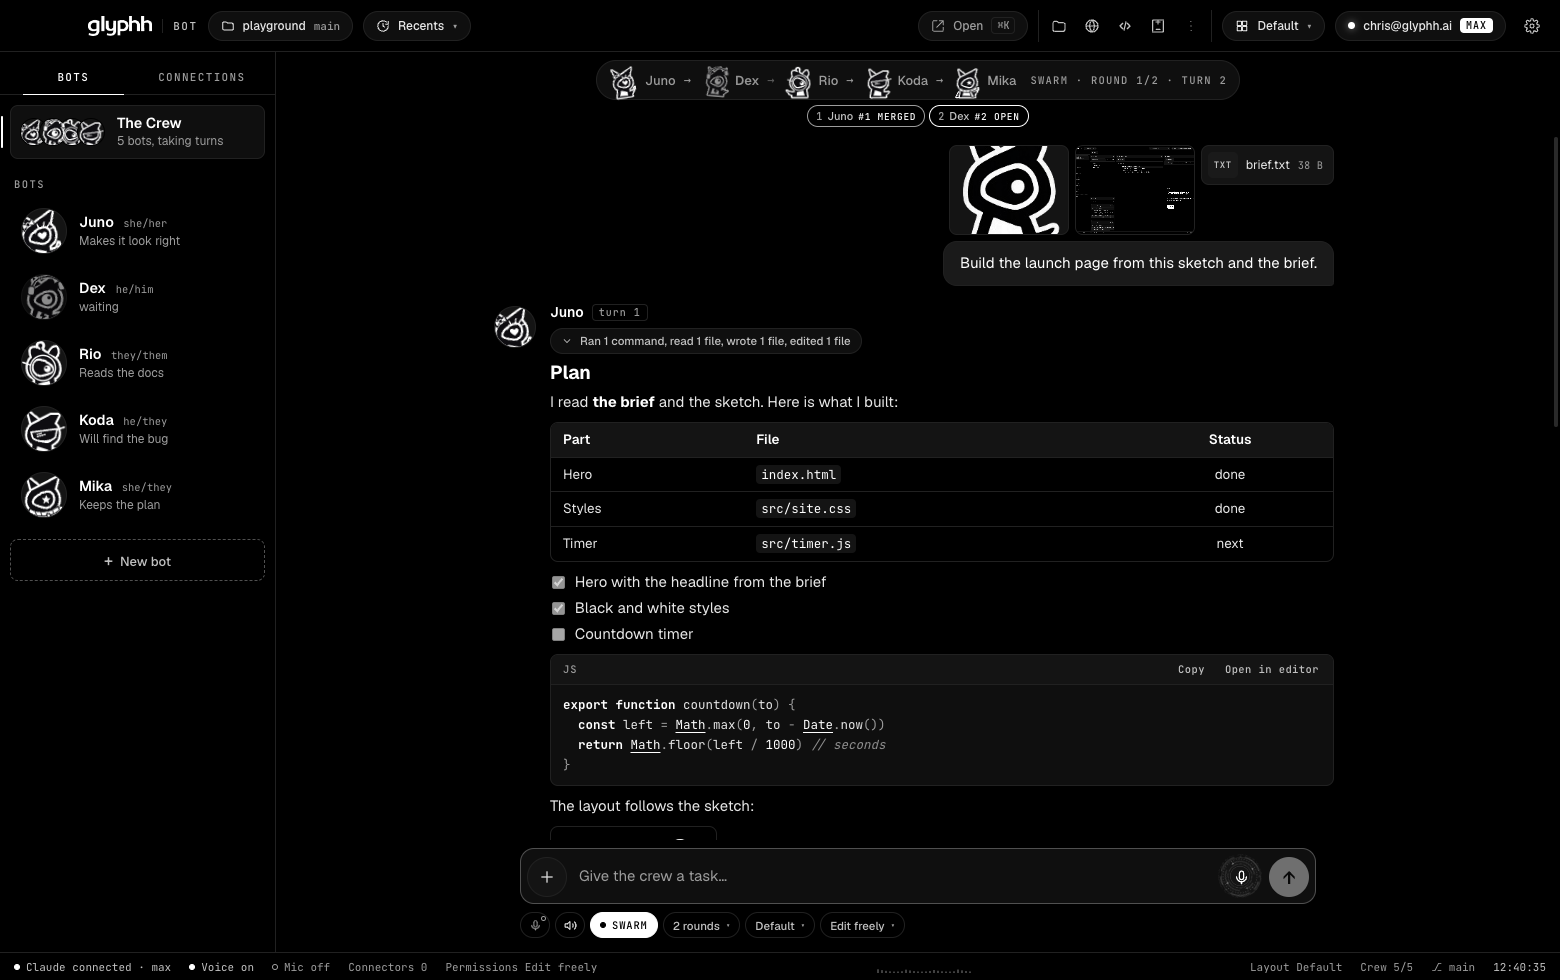 glyphh BOT playground main Recents Open ⌘K Default chris@glyphh.ai MAX
BOTS CONNECTIONS
The Crew
5 bots, taking turns
BOTS
Juno she/her
Makes it look right
Dex he/him
waiting
Rio they/them
Reads the docs
Koda he/they
Will find the bug
Mika she/they
Keeps the plan
+ New bot
Juno → Dex → Rio → Koda → Mika SWARM · ROUND 1/2 · TURN 2
1 Juno #1 MERGED 2 Dex #2 OPEN
TXT brief.txt 38 B
Build the launch page from this sketch and the brief.
Juno turn 1
Ran 1 command, read 1 file, wrote 1 file, edited 1 file
Plan
I read the brief and the sketch. Here is what I built:
Part File Status
Hero index.html done
Styles src/site.css done
Timer src/timer.js next
Hero with the headline from the brief
Black and white styles
Countdown timer
JS Copy Open in editor
export function countdown(to) {
const left = Math.max(0, to - Date.now())
return Math.floor(left / 1000) // seconds
}
The layout follows the sketch:
Give the crew a task…
SWARM 2 rounds Default Edit freely
Claude connected · max Voice on Mic off Connectors 0 Permissions Edit freely Layout Default Crew 5/5 main 12:40:35